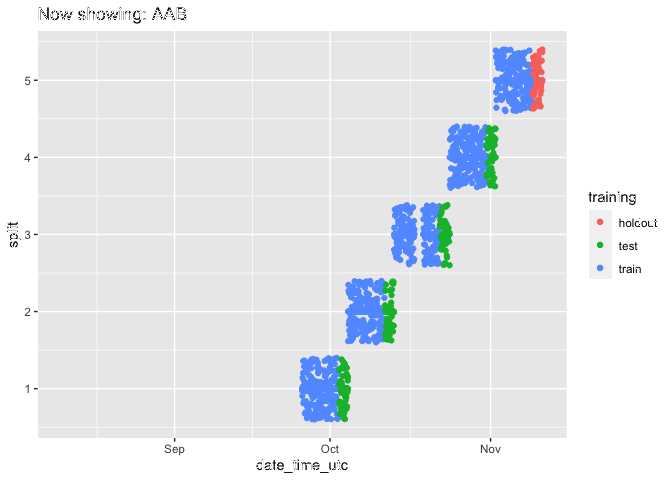 Now showing: AAB
5
4
3
2
1
split
Sep Oct Nov
date_time_utc
training
holdout
test
train